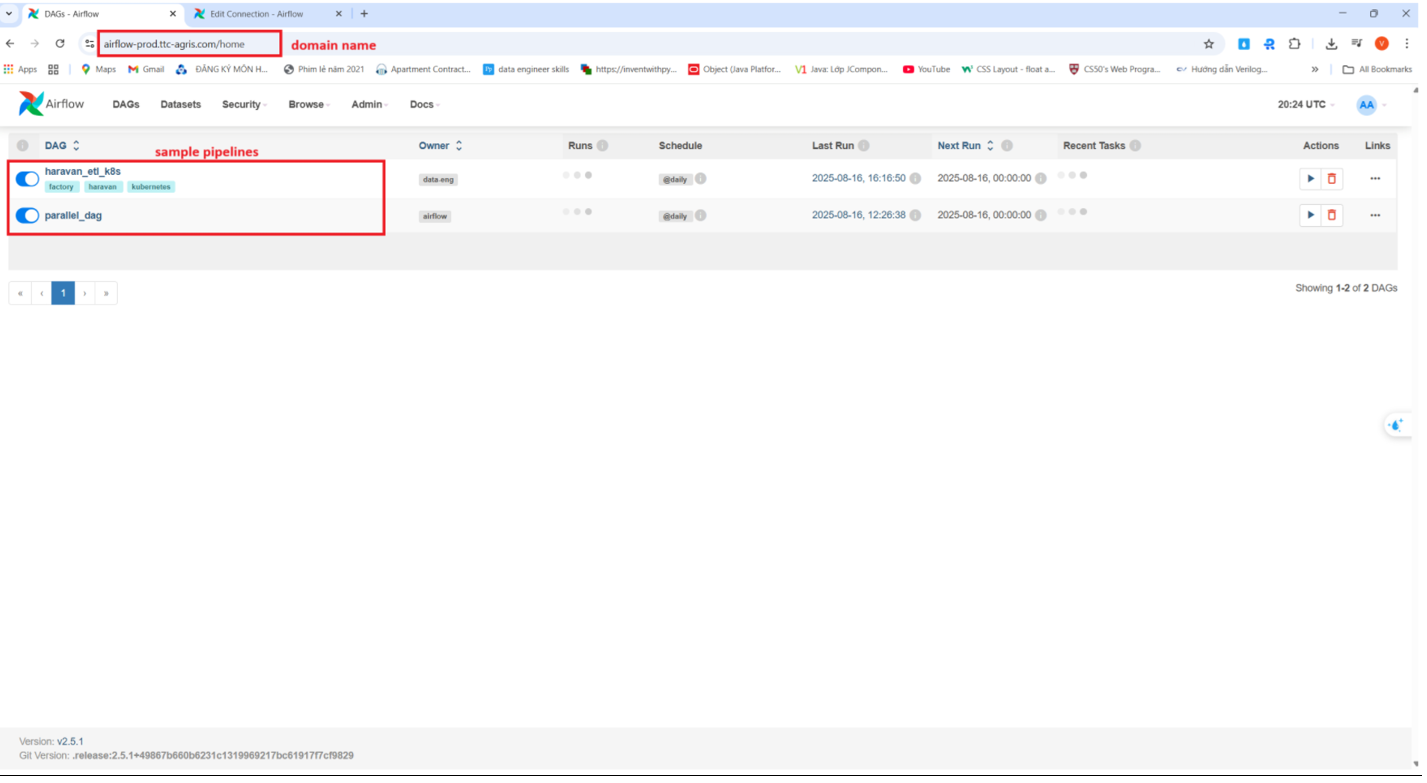 DAGs - Airflow
Edit Connection - Airflow
airflow-prod.ttc-agris.com/home
domain name
Apps Maps Gmail ĐĂNG KÝ MÔN H... Phim lẻ năm 2021 Apartment Contract... data engineer skills https://inventwithpy... Object (Java Platfor... Java: Lớp JCompon... YouTube CSS Layout - float a... CS50's Web Progra... Hướng dẫn Verilog... » All Bookmarks
Airflow DAGs Datasets Security Browse Admin Docs 20:24 UTC AA
DAG Owner Runs Schedule Last Run Next Run Recent Tasks Actions Links
sample pipelines
haravan_etl_k8s
factory haravan kubernetes
data-eng @daily 2025-08-16, 16:16:50 2025-08-16, 00:00:00
parallel_dag airflow @daily 2025-08-16, 12:26:38 2025-08-16, 00:00:00
« ‹ 1 › »
Showing 1-2 of 2 DAGs
Version: v2.5.1
Git Version: .release:2.5.1+49867b660b6231c1319969217bc61917f7cf9829